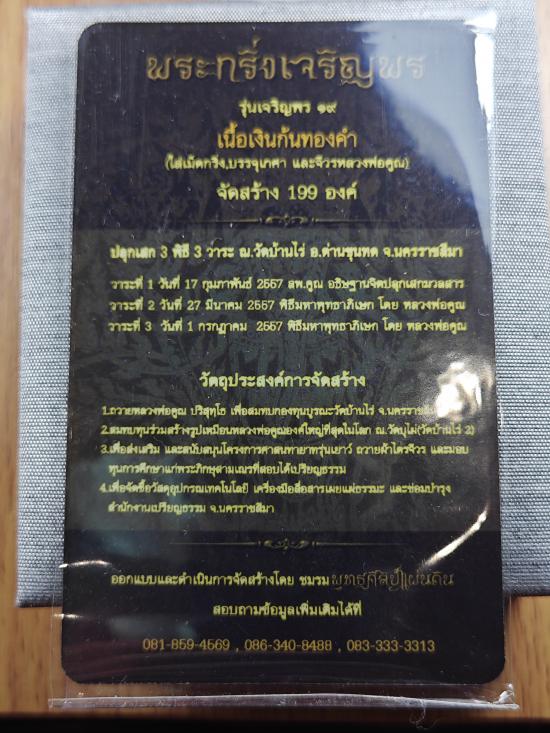 พระกริ่งเจริญพร
รุ่นเจริญพร ๑๙
เนื้อเงินก้นทองคำ
(ใส่เม็ดกริ่ง,บรรจุเกศา และจีวรหลวงพ่อคูณ)
จัดสร้าง 199 องค์
ปลุกเสก 3 พิธี 3 วาระ ณ.วัดบ้านไร่ อ.ด่านขุนทด จ.นครราชสีมา
วาระที่ 1 วันที่ 17 กุมภาพันธ์ 2557 ลพ.คูณ อธิษฐานจิตปลุกเสกมวลสาร
วาระที่ 2 วันที่ 27 มีนาคม 2557 พิธีมหาพุทธาภิเษก โดย หลวงพ่อคูณ
วาระที่ 3 วันที่ 1 กรกฎาคม 2557 พิธีมหาพุทธาภิเษก โดย หลวงพ่อคูณ
วัตถุประสงค์การจัดสร้าง
1.ถวายหลวงพ่อคูณ ปริสุทฺโธ เพื่อสมทบกองทุนบูรณะวัดบ้านไร่ จ.นครราชสีมา
2.สมทบทุนร่วมสร้างรูปเหมือนหลวงพ่อคูณองค์ใหญ่ที่สุดในโลก ณ.วัดบุไผ่(วัดบ้านไร่ 2)
3.เพื่อส่งเสริม และสนับสนุนโครงการศาสนทายาทรุ่นเยาว์ ถวายผ้าไตรจีวร และมอบ
ทุนการศึกษาแก่พระภิกษุสามเณรที่สอบได้เปรียญธรรม
4.เพื่อจัดซื้อวัสดุอุปกรณเทคโนโลยี เครื่องมือสื่อสารเผยแผ่ธรรมะ และซ่อมบำรุง
สำนักงานเปรียญธรรม จ.นครราชสีมา
ออกแบบและดำเนินการจัดสร้างโดย ชมรม พุทธศิลป์แผ่นดิน
สอบถามข้อมูลเพิ่มเติมได้ที่
081-859-4569 , 086-340-8488 , 083-333-3313